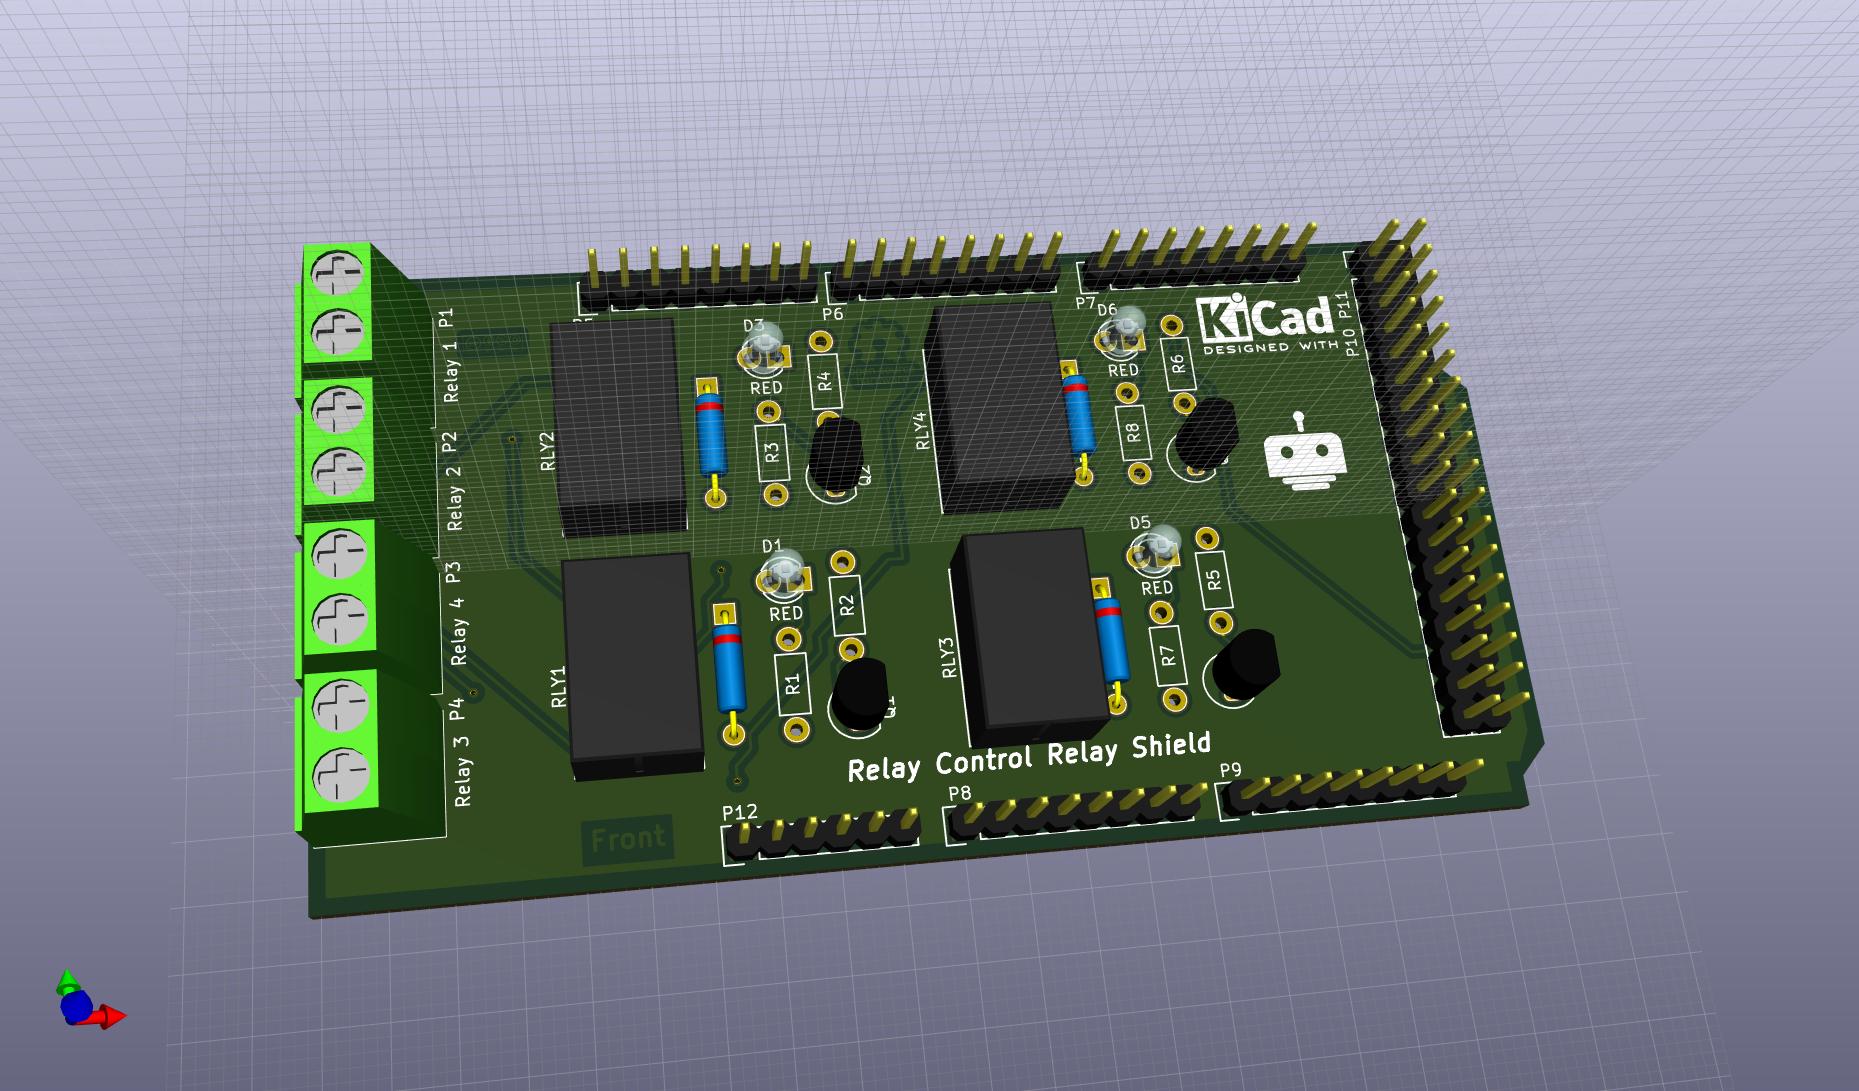 Relay 1 P1
Relay 2 P2
Relay 4 P3
Relay 3 P4
P6
P7
D6
D3
KiCad
DESIGNED WITH
P10 P11
R6
R4
RED
RED
RLY2
R3
Q2
RLY4
R8
D5
D1
RED
RED
R5
R2
RLY1
R1
Q1
RLY3
R7
Relay Control Relay Shield
P9
P8
P12
Front